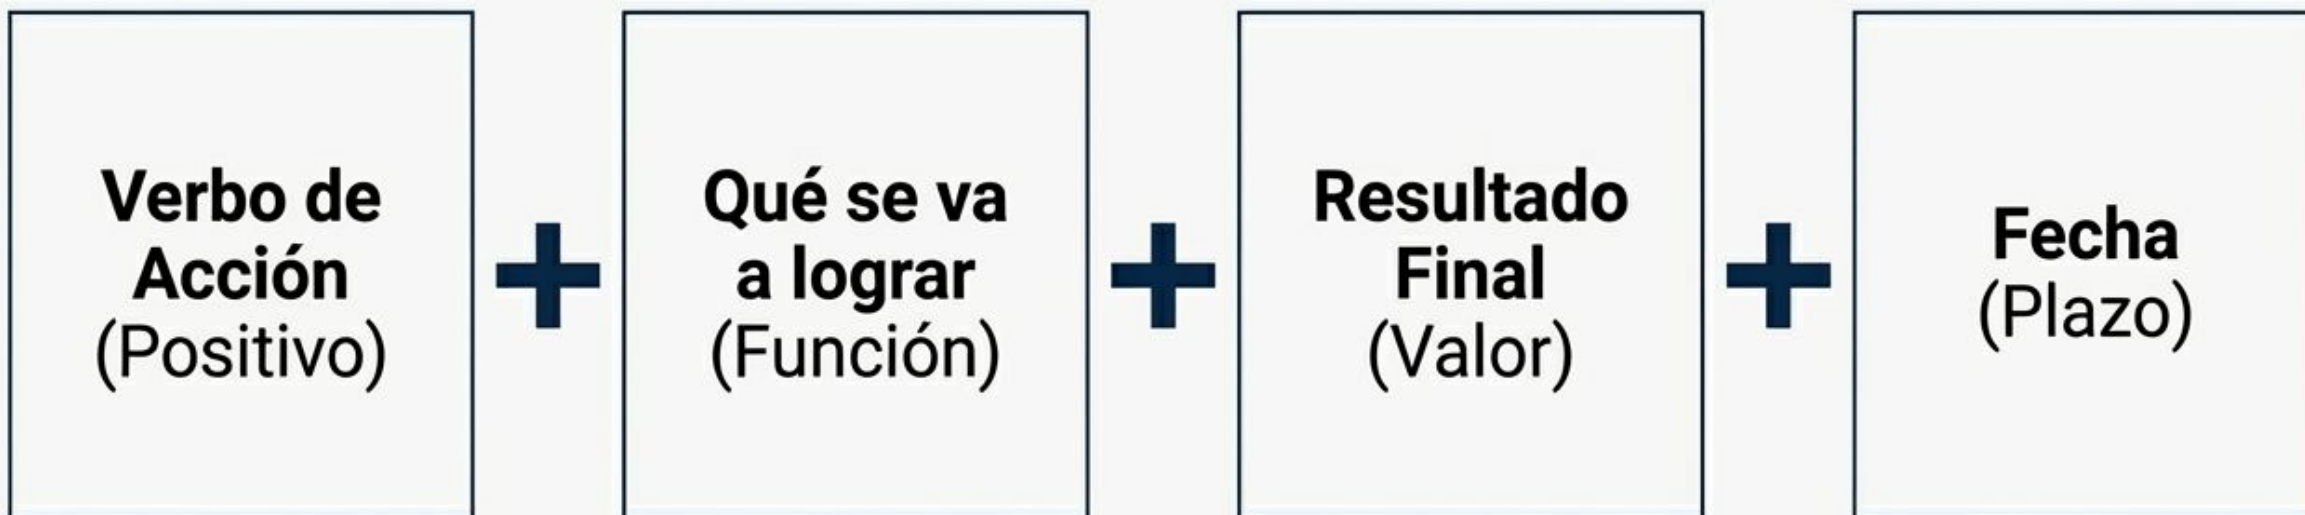 Verbo de
Acción
(Positivo)
+
Qué se va
a lograr
(Función)
+
Resultado
Final
(Valor)
+
Fecha
(Plazo)